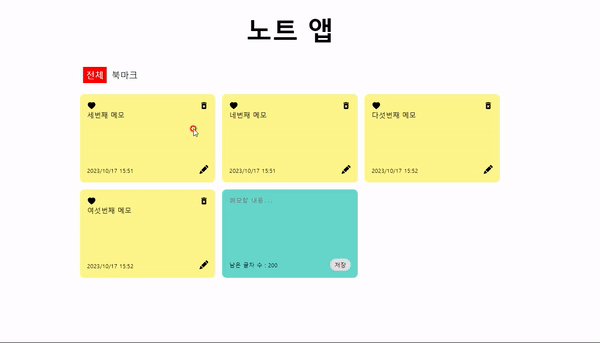 노트 앱
전체 북마크
세번째 메모
2023/10/17 15:51
네번째 메모
2023/10/17 15:51
다섯번째 메모
2023/10/17 15:52
여섯번째 메모
2023/10/17 15:52
메모할 내용...
남은 글자 수 : 200
저장